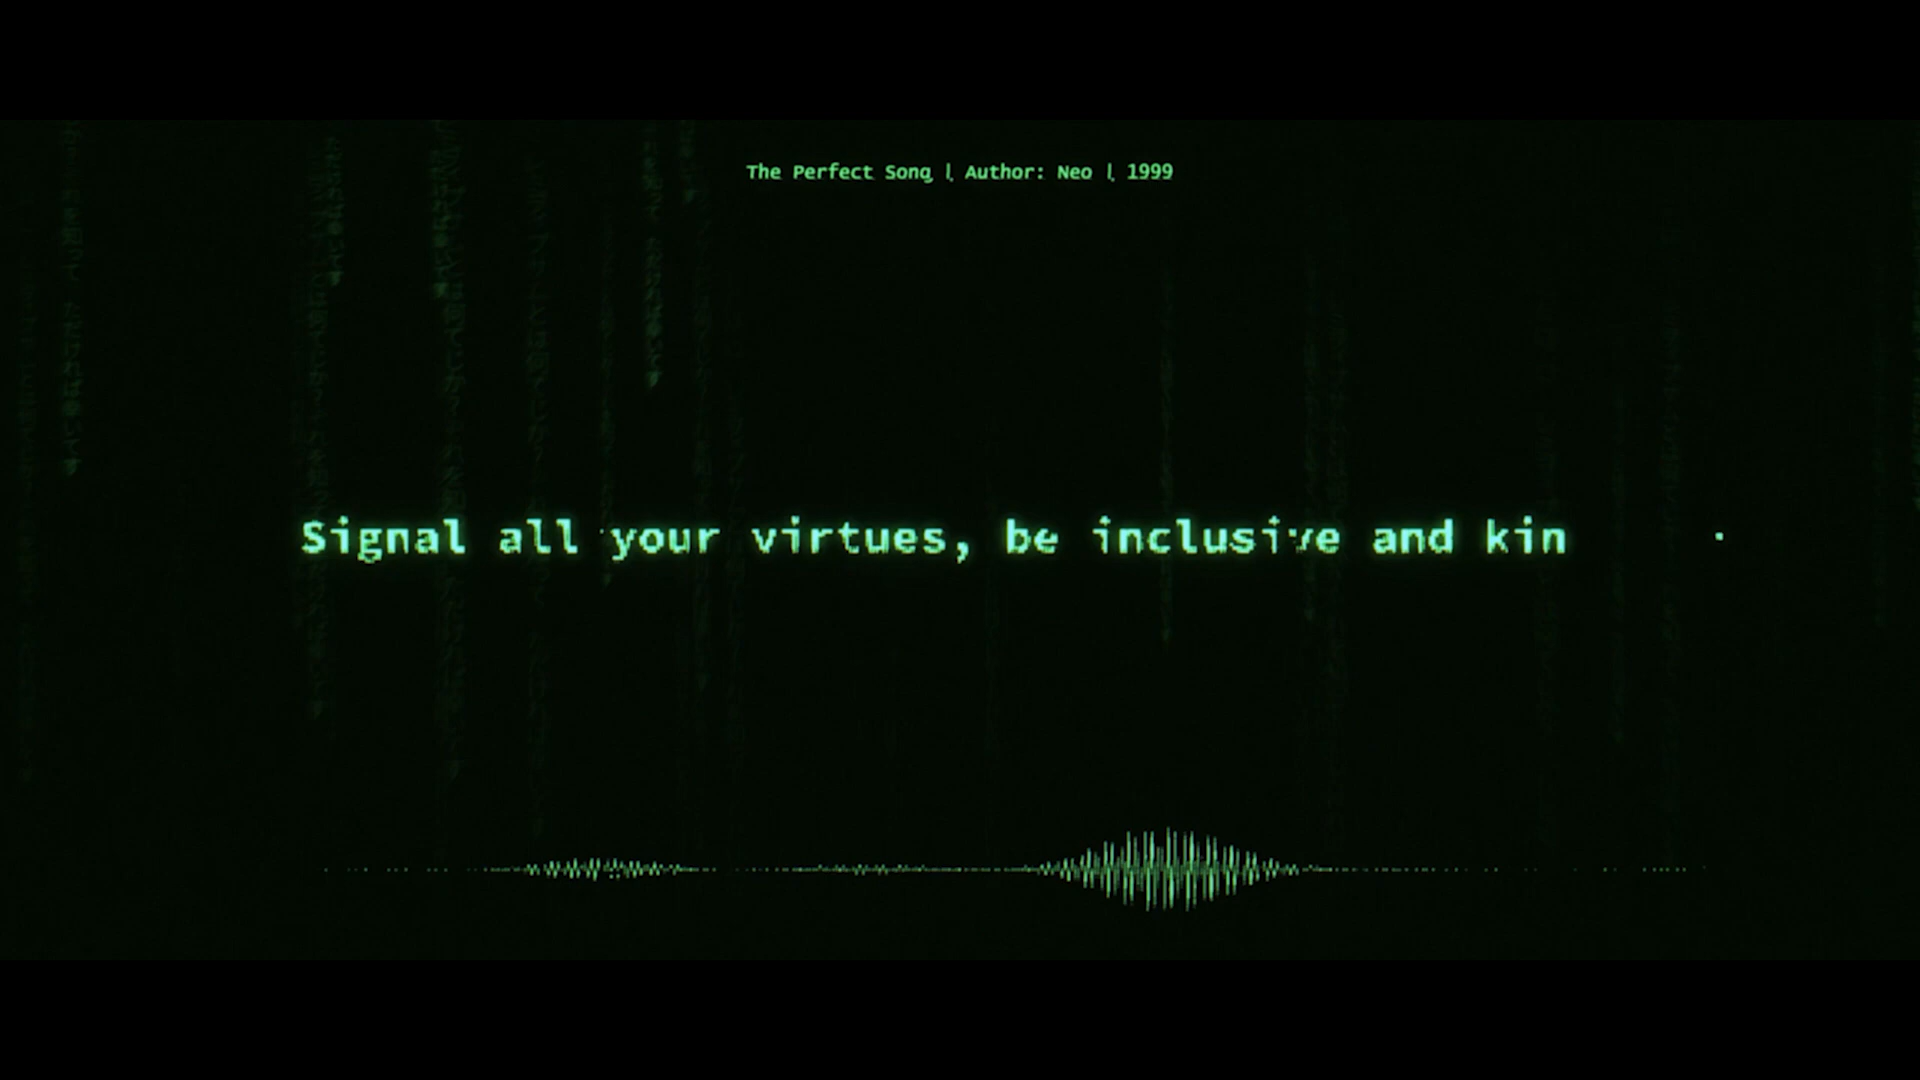 The Perfect Song | Author: Neo | 1999
Signal all your virtues, be inclusive and kin